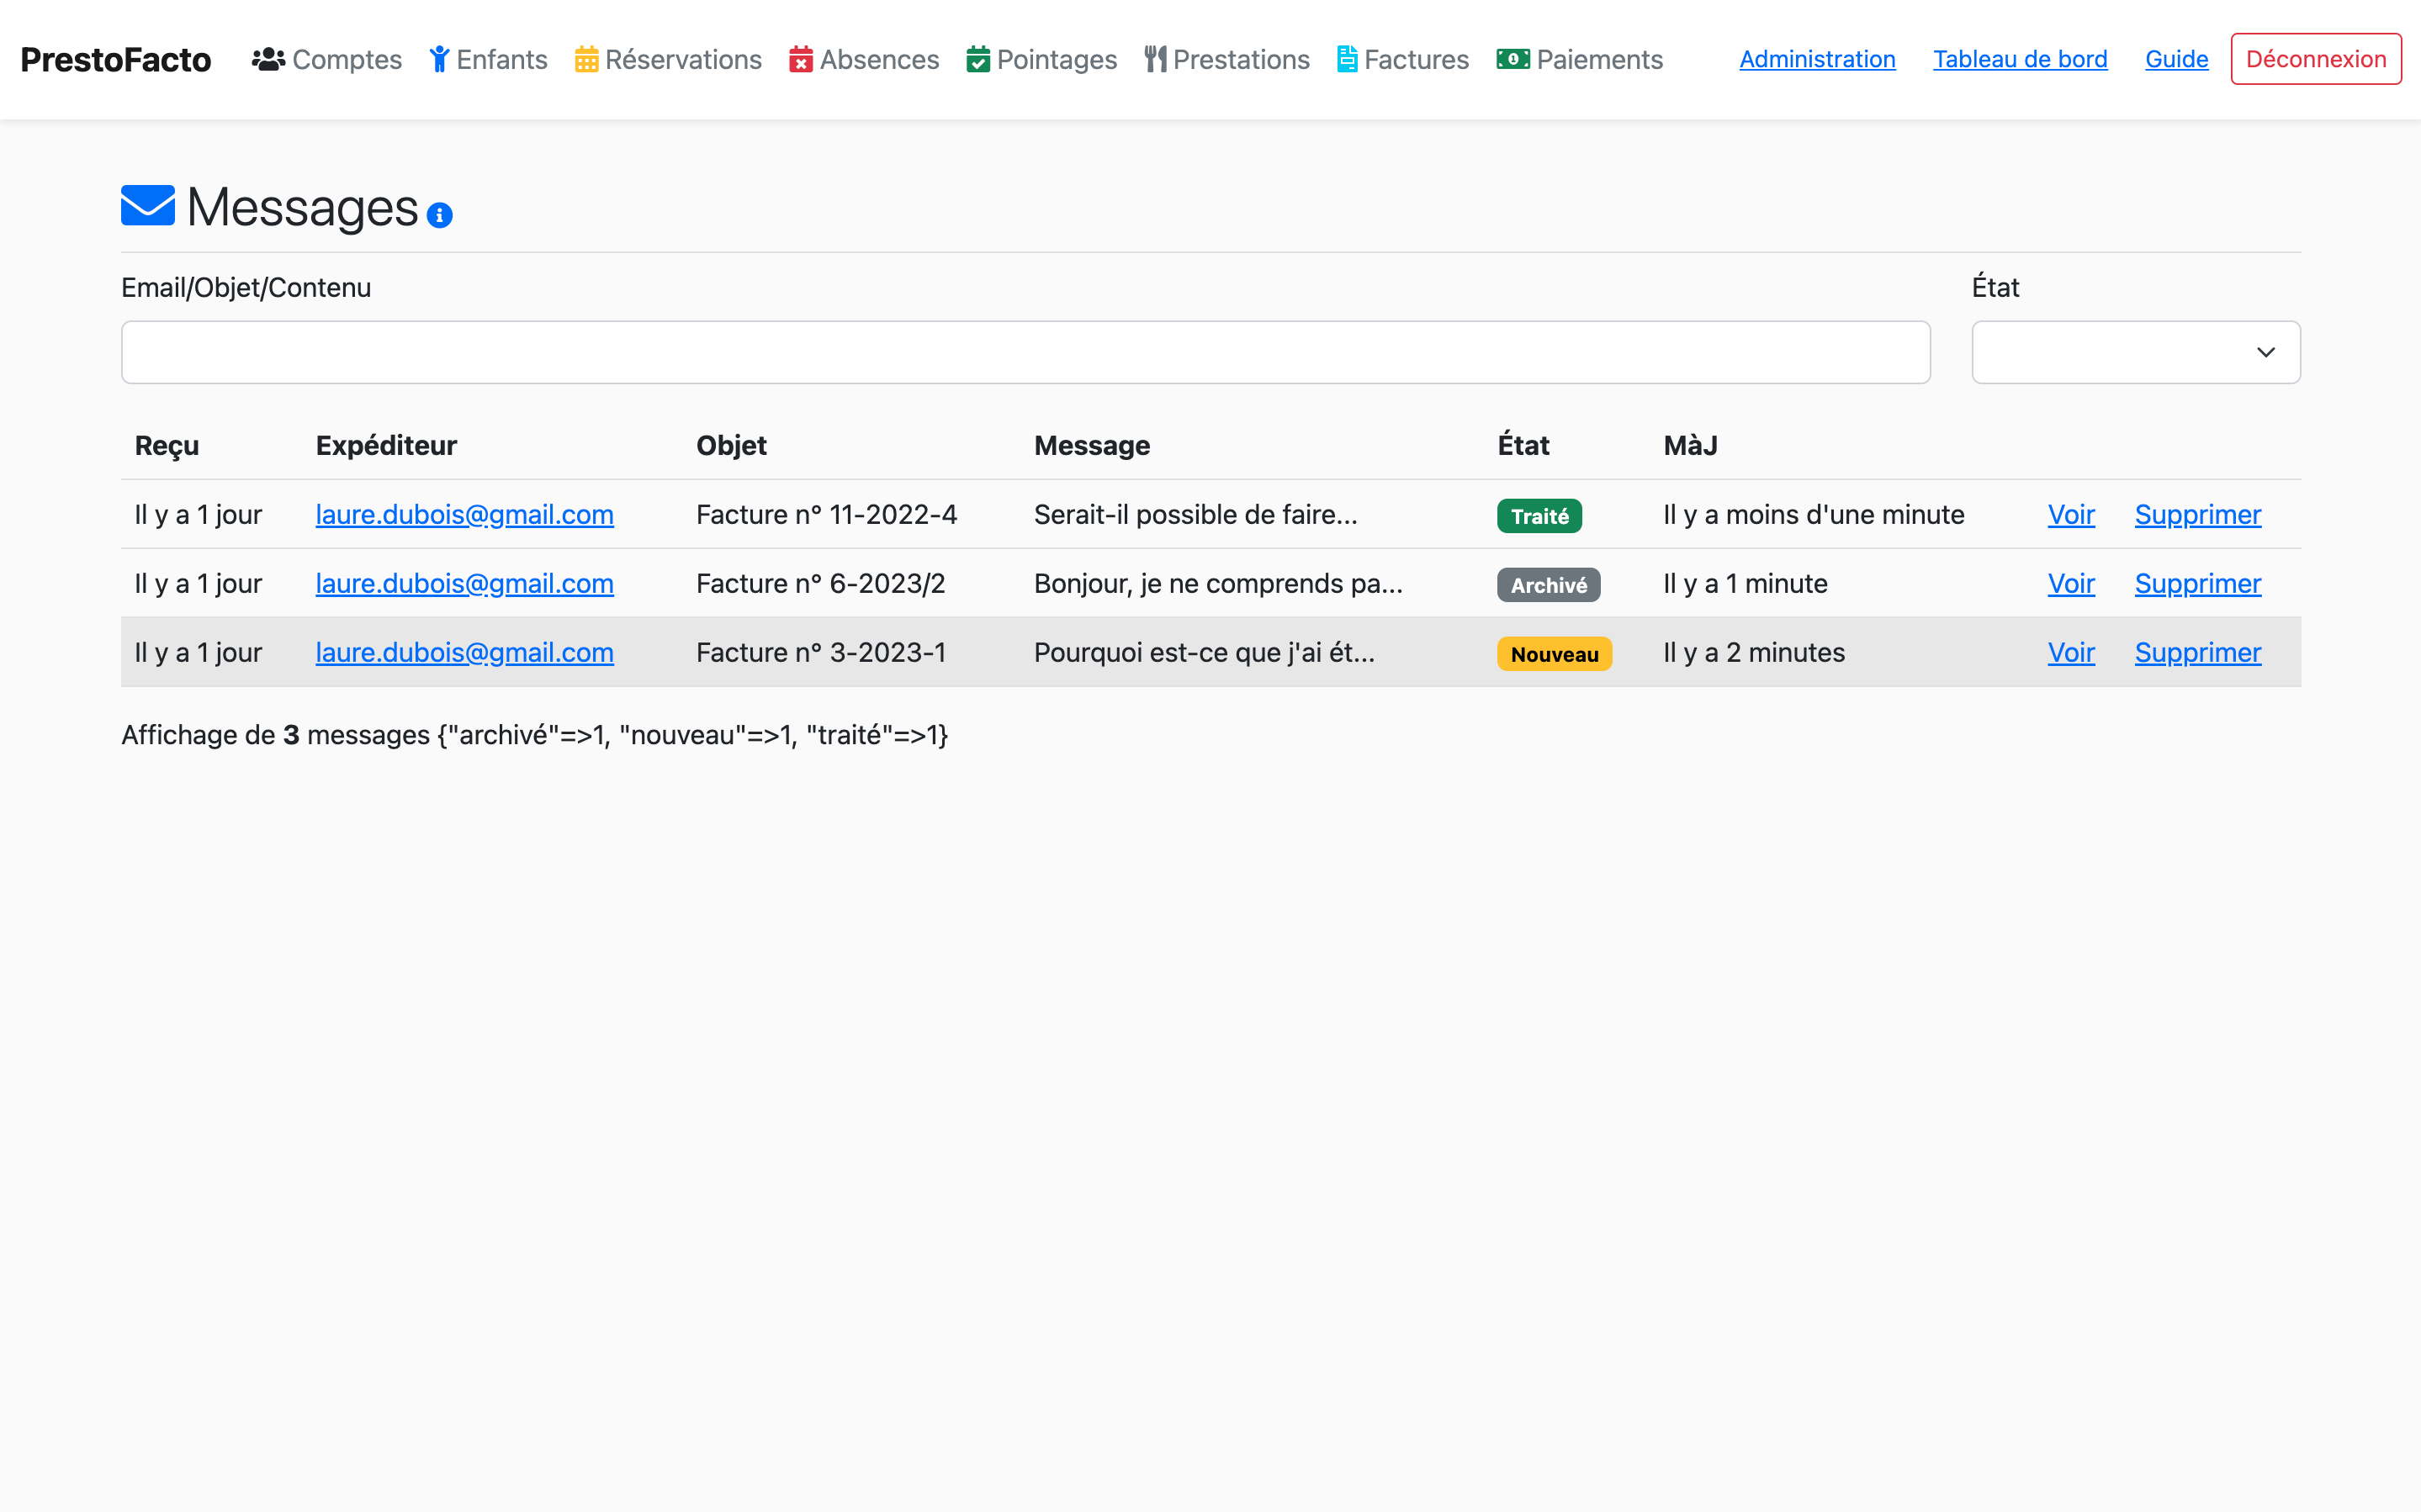 PrestoFacto Comptes Enfants Réservations Absences Pointages Prestations Factures Paiements Administration Tableau de bord Guide Déconnexion
Messages
Email/Objet/Contenu État
Reçu Expéditeur Objet Message État MàJ
Il y a 1 jour laure.dubois@gmail.com Facture n° 11-2022-4 Serait-il possible de faire... Traité Il y a moins d'une minute Voir Supprimer
Il y a 1 jour laure.dubois@gmail.com Facture n° 6-2023/2 Bonjour, je ne comprends pa... Archivé Il y a 1 minute Voir Supprimer
Il y a 1 jour laure.dubois@gmail.com Facture n° 3-2023-1 Pourquoi est-ce que j'ai ét... Nouveau Il y a 2 minutes Voir Supprimer
Affichage de 3 messages {"archivé"=>1, "nouveau"=>1, "traité"=>1}